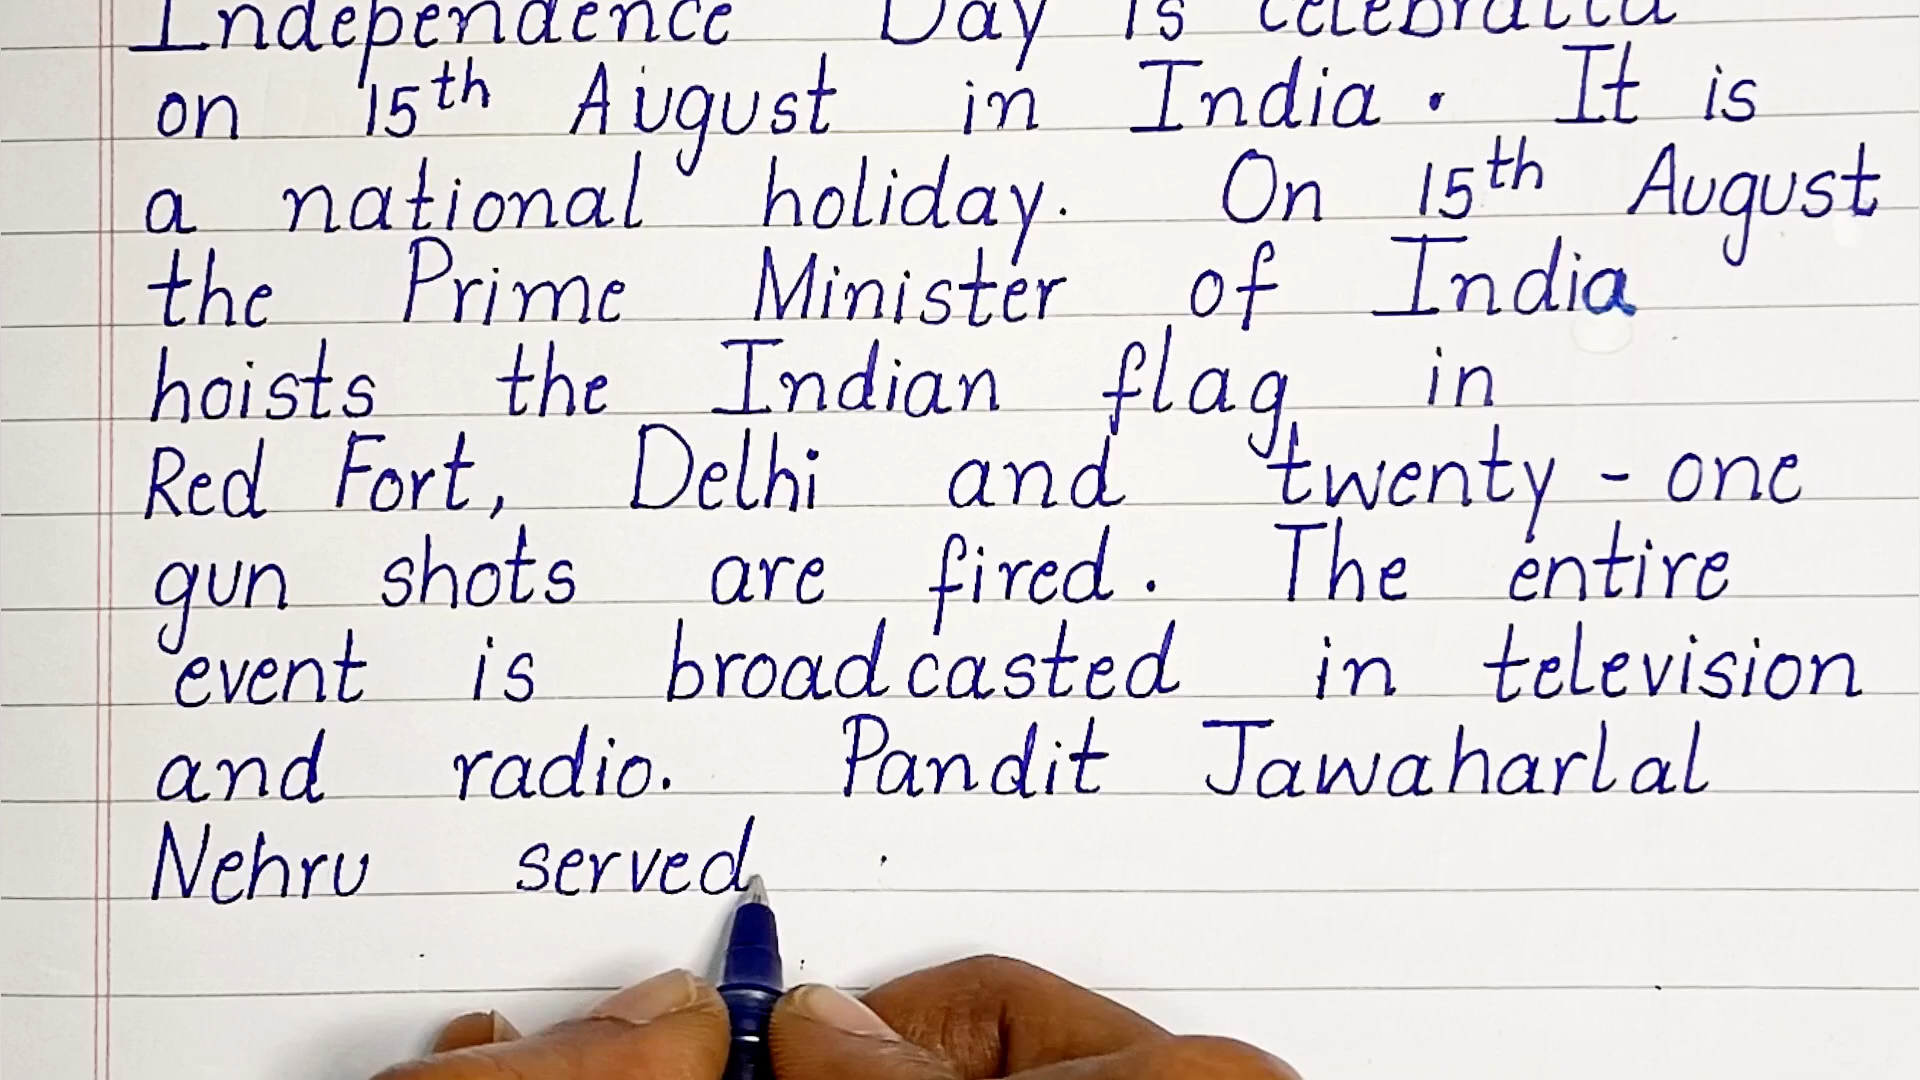 Independence Day is celebrated
on 15th August in India. It is
a national holiday. On 15th August
the Prime Minister of India
hoists the Indian flag in
Red Fort, Delhi and twenty-one
gun shots are fired. The entire
event is broadcasted in television
and radio. Pandit Jawaharlal
Nehru served